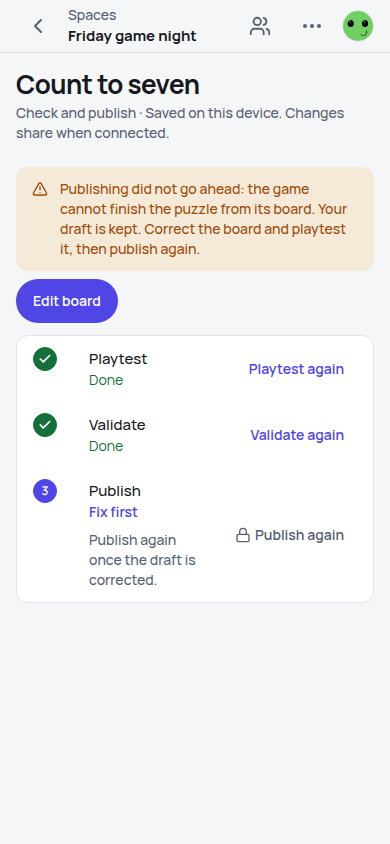 Spaces
Friday game night
Count to seven
Check and publish · Saved on this device. Changes
share when connected.
Publishing did not go ahead: the game
cannot finish the puzzle from its board. Your
draft is kept. Correct the board and playtest
it, then publish again.
Edit board
Playtest
Done
Playtest again
Validate
Done
Validate again
3
Publish
Fix first
Publish again
once the draft is
corrected.
Publish again